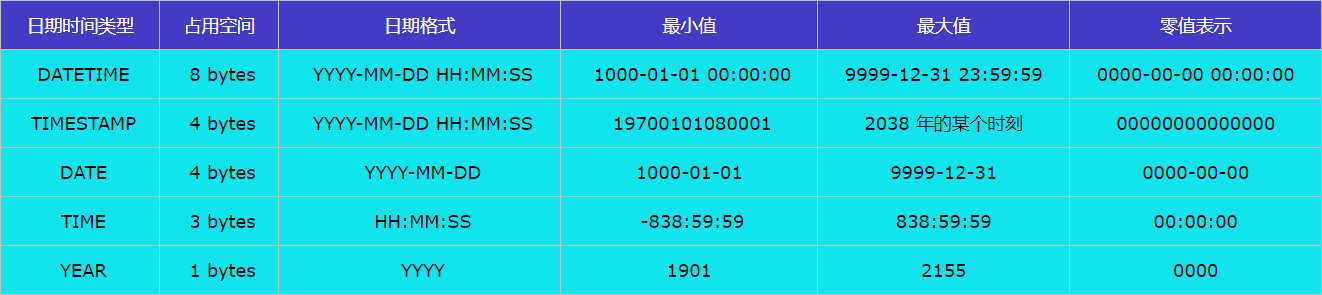 日期时间类型 占用空间 日期格式 最小值 最大值 零值表示
DATETIME 8 bytes YYYY-MM-DD HH:MM:SS 1000-01-01 00:00:00 9999-12-31 23:59:59 0000-00-00 00:00:00
TIMESTAMP 4 bytes YYYY-MM-DD HH:MM:SS 19700101080001 2038 年的某个时刻 00000000000000
DATE 4 bytes YYYY-MM-DD 1000-01-01 9999-12-31 0000-00-00
TIME 3 bytes HH:MM:SS -838:59:59 838:59:59 00:00:00
YEAR 1 bytes YYYY 1901 2155 0000